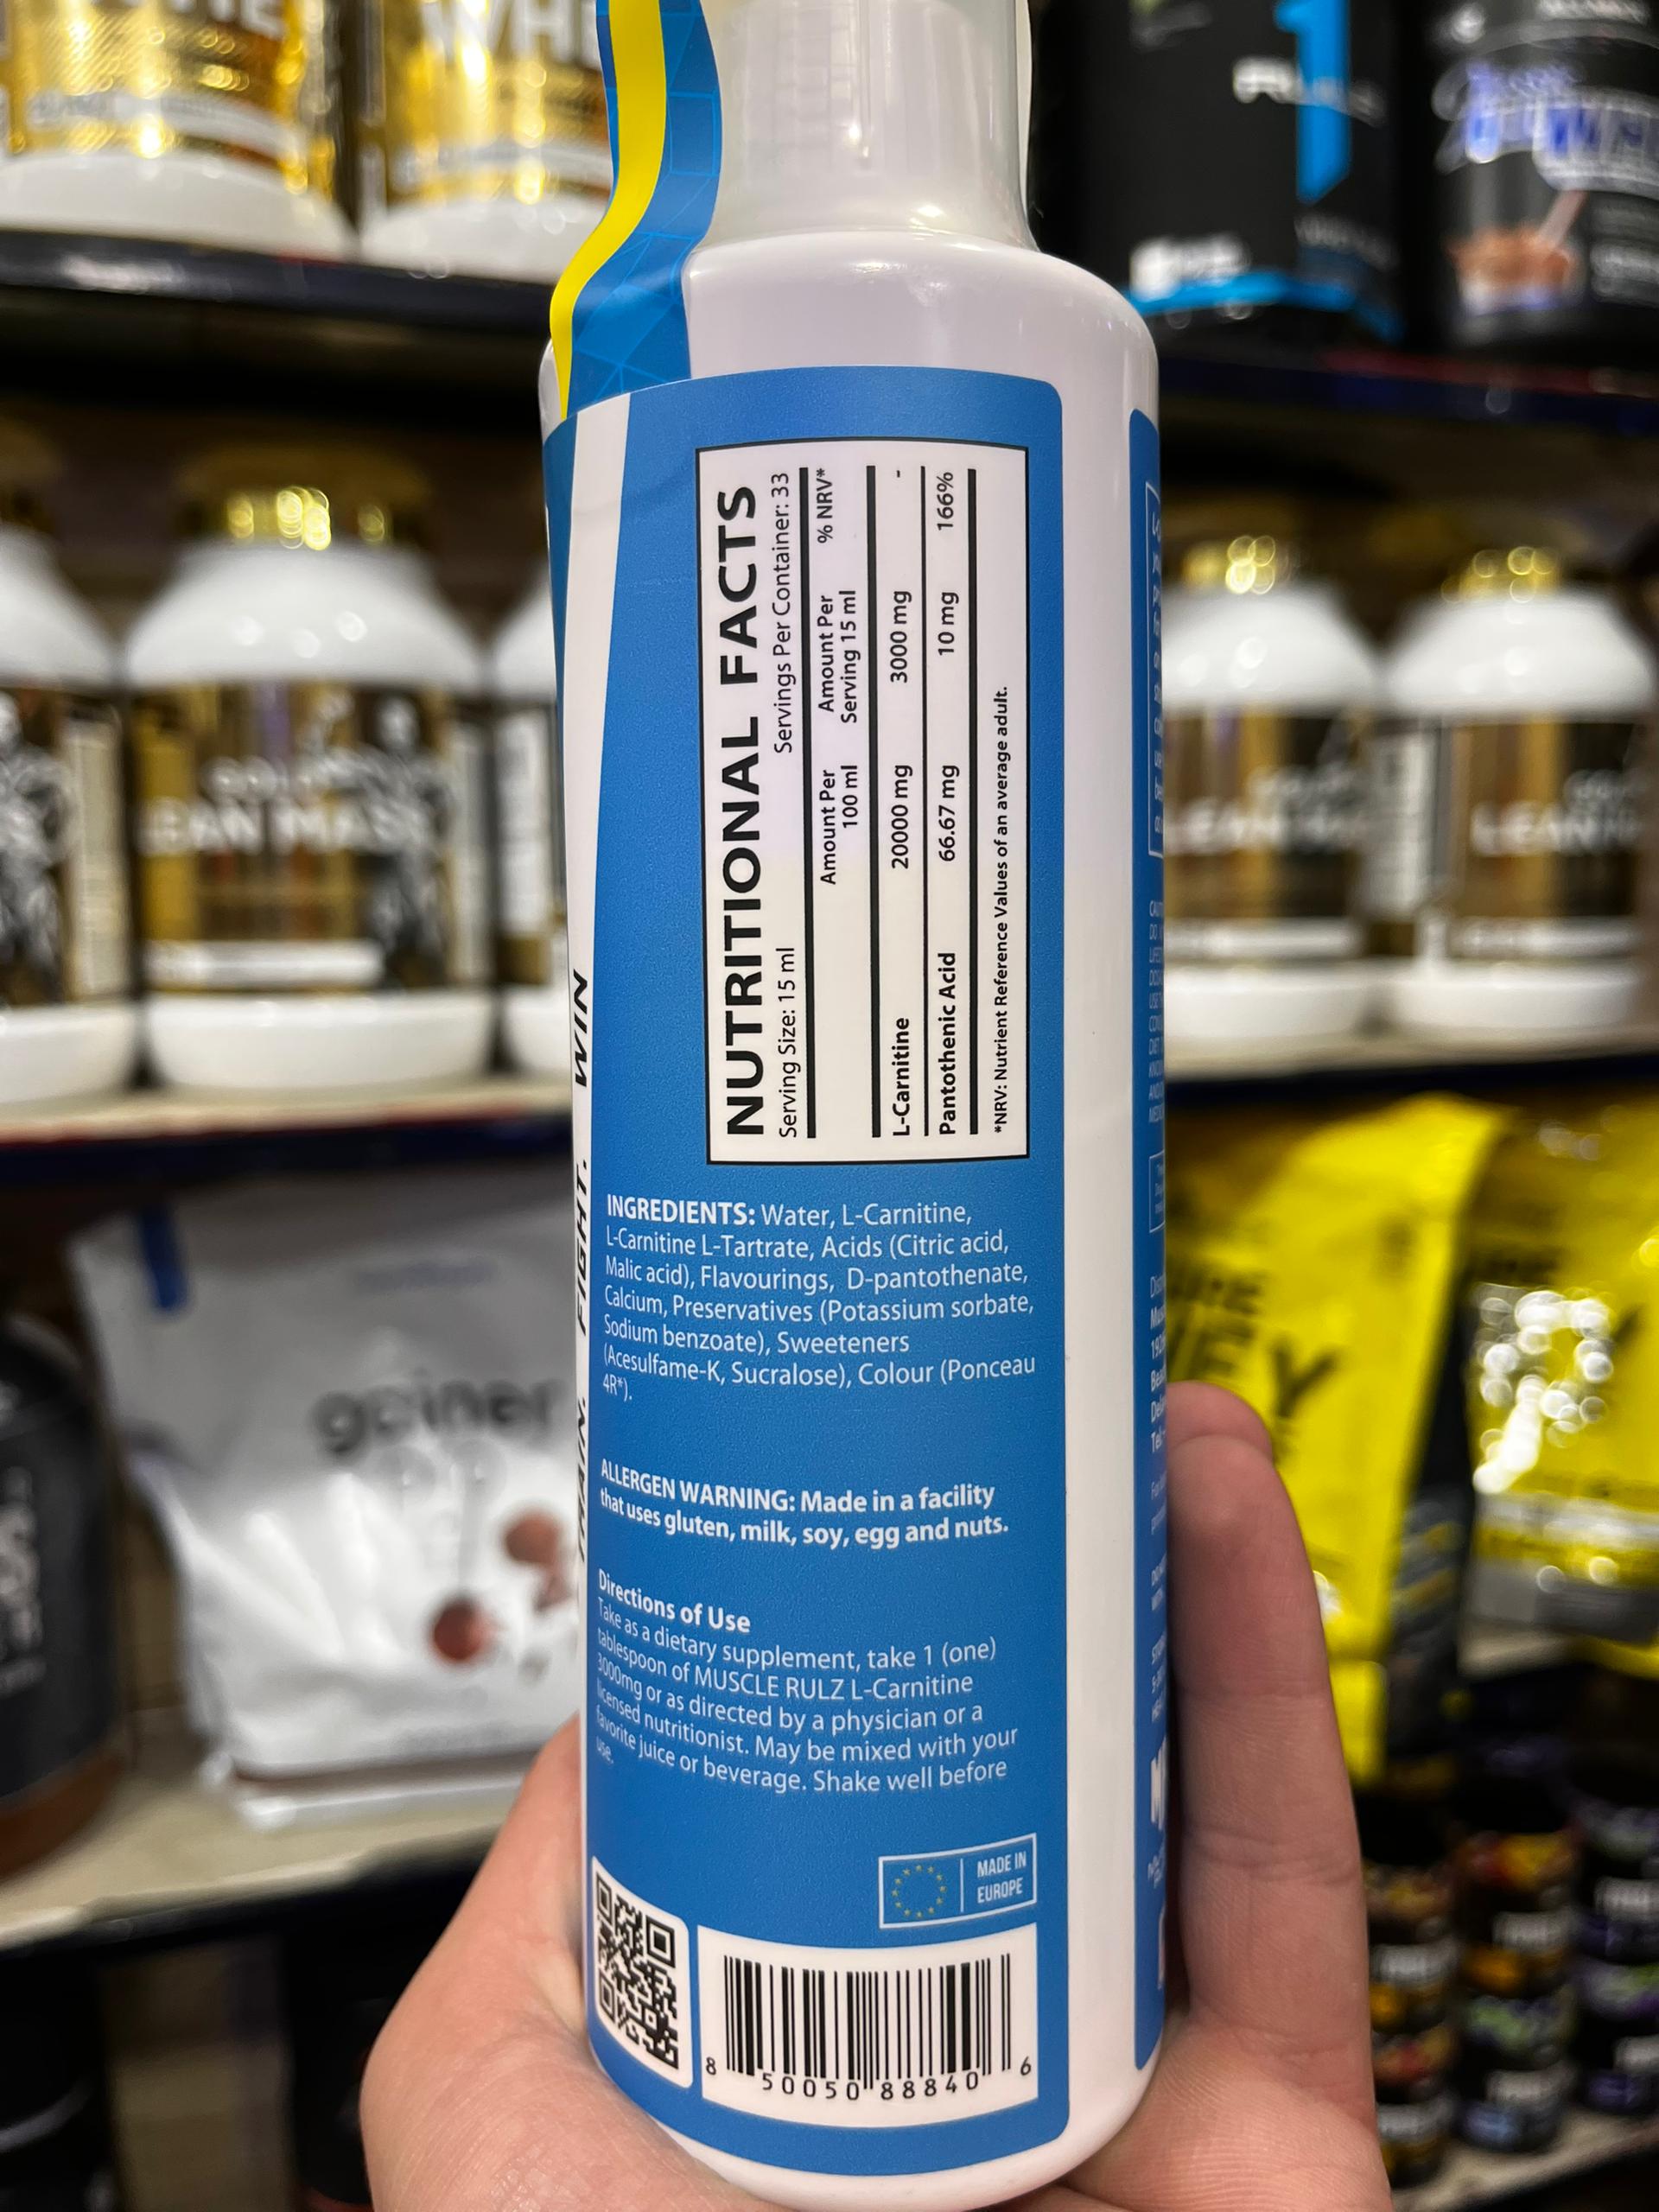 NUTRITIONAL FACTS
Serving Size: 15 ml Servings Per Container: 33
Amount Per 100 ml Amount Per Serving 15 ml % NRV*
L-Carnitine 20000 mg 3000 mg -
Pantothenic Acid 66.67 mg 10 mg 166%
*NRV: Nutrient Reference Values of an average adult.
TRAIN. FIGHT. WIN
INGREDIENTS: Water, L-Carnitine,
L-Carnitine L-Tartrate, Acids (Citric acid,
Malic acid), Flavourings, D-pantothenate,
Calcium, Preservatives (Potassium sorbate,
Sodium benzoate), Sweeteners
(Acesulfame-K, Sucralose), Colour (Ponceau
4R*).
ALLERGEN WARNING: Made in a facility
that uses gluten, milk, soy, egg and nuts.
Directions of Use
Take as a dietary supplement, take 1 (one)
tablespoon of MUSCLE RULZ L-Carnitine
3000mg or as directed by a physician or a
licensed nutritionist. May be mixed with your
favorite juice or beverage. Shake well before
use.
MADE IN
EUROPE
8 50050 88840 6
gainer
LEAN MASS